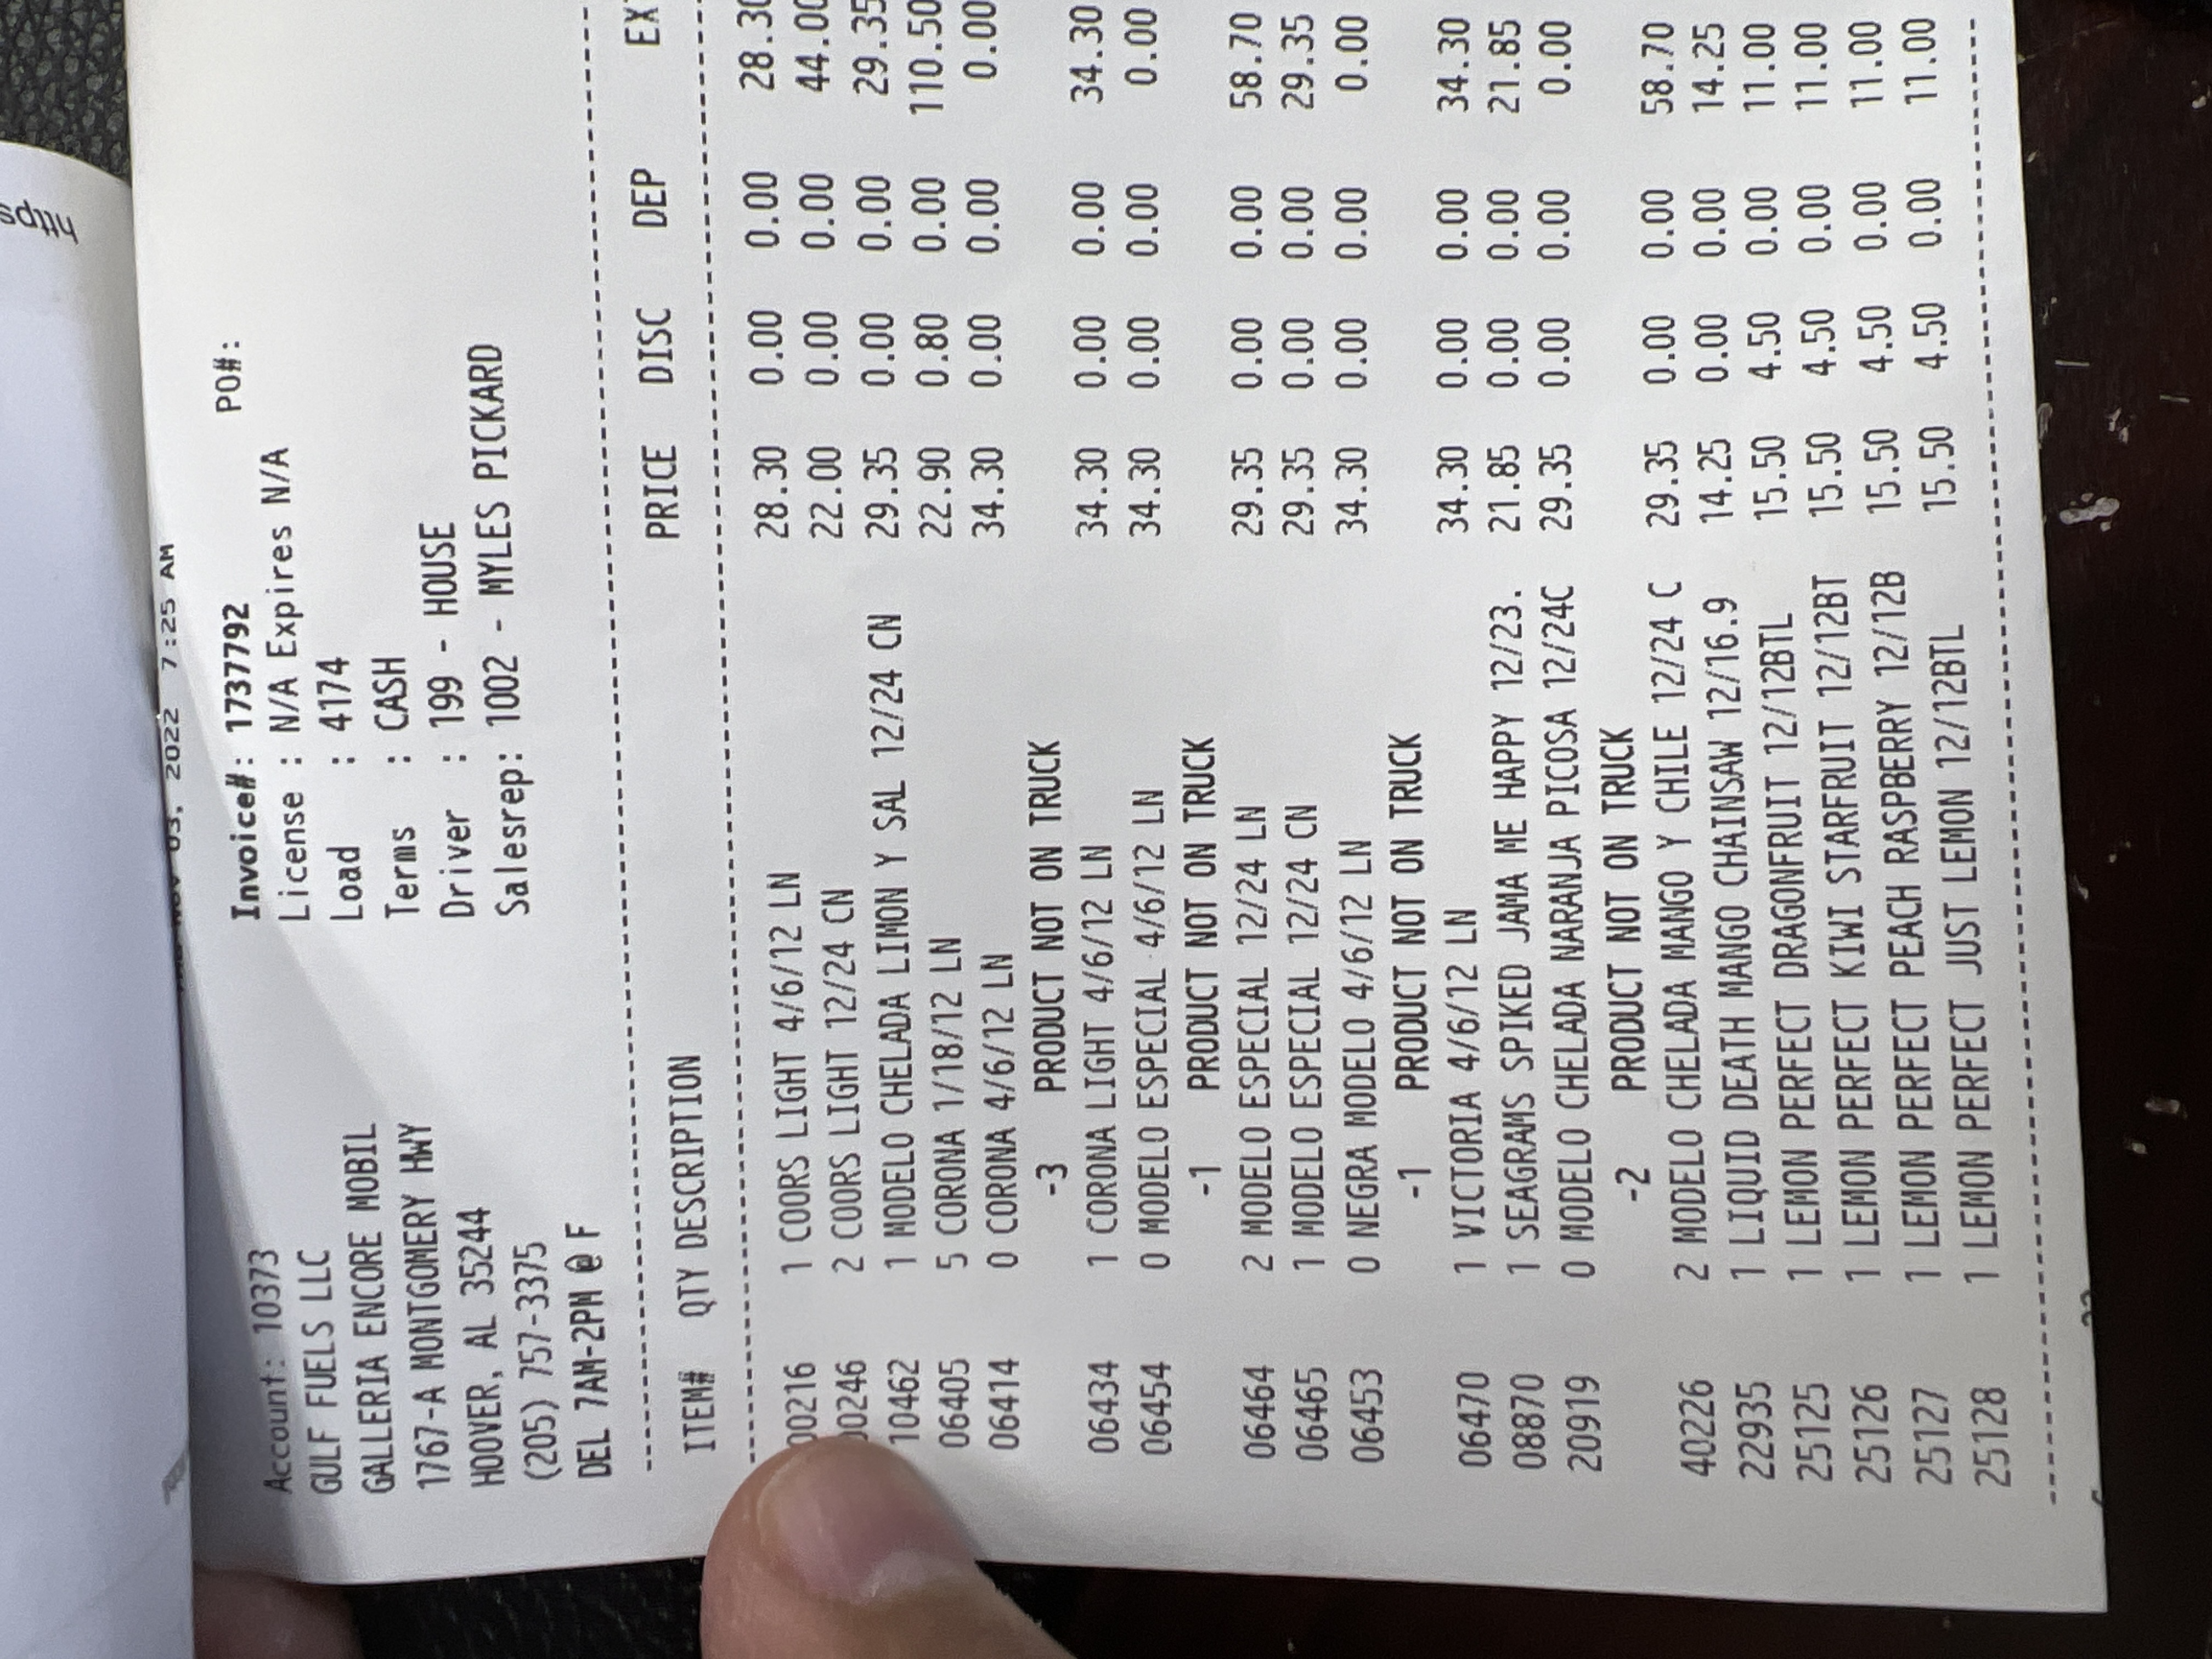 https
03, 2022 7:25 AM
Account: 10373
GULF FUELS LLC
GALLERIA ENCORE MOBIL
1767-A MONTGOMERY HWY
HOOVER, AL 35244
(205) 757-3375
DEL 7AM-2PM @ F
Invoice#: 1737792 PO#:
License : N/A Expires N/A
Load : 4174
Terms : CASH
Driver : 199 - HOUSE
Salesrep: 1002 - MYLES PICKARD
ITEM# QTY DESCRIPTION PRICE DISC DEP EX
00216 1 COORS LIGHT 4/6/12 LN 28.30 0.00 0.00 28.30
00246 2 COORS LIGHT 12/24 CN 22.00 0.00 0.00 44.00
10462 1 MODELO CHELADA LIMON Y SAL 12/24 CN 29.35 0.00 0.00 29.35
06405 5 CORONA 1/18/12 LN 22.90 0.80 0.00 110.50
06414 0 CORONA 4/6/12 LN 34.30 0.00 0.00 0.00
-3 PRODUCT NOT ON TRUCK
06434 1 CORONA LIGHT 4/6/12 LN 34.30 0.00 0.00 34.30
06454 0 MODELO ESPECIAL 4/6/12 LN 34.30 0.00 0.00 0.00
-1 PRODUCT NOT ON TRUCK
06464 2 MODELO ESPECIAL 12/24 LN 29.35 0.00 0.00 58.70
06465 1 MODELO ESPECIAL 12/24 CN 29.35 0.00 0.00 29.35
06453 0 NEGRA MODELO 4/6/12 LN 34.30 0.00 0.00 0.00
-1 PRODUCT NOT ON TRUCK
06470 1 VICTORIA 4/6/12 LN 34.30 0.00 0.00 34.30
08870 1 SEAGRAMS SPIKED JAMA ME HAPPY 12/23. 21.85 0.00 0.00 21.85
20919 0 MODELO CHELADA NARANJA PICOSA 12/24C 29.35 0.00 0.00 0.00
-2 PRODUCT NOT ON TRUCK
40226 2 MODELO CHELADA MANGO Y CHILE 12/24 C 29.35 0.00 0.00 58.70
22935 1 LIQUID DEATH MANGO CHAINSAW 12/16.9 14.25 0.00 0.00 14.25
25125 1 LEMON PERFECT DRAGONFRUIT 12/12BTL 15.50 4.50 0.00 11.00
25126 1 LEMON PERFECT KIWI STARFRUIT 12/12BT 15.50 4.50 0.00 11.00
25127 1 LEMON PERFECT PEACH RASPBERRY 12/12B 15.50 4.50 0.00 11.00
25128 1 LEMON PERFECT JUST LEMON 12/12BTL 15.50 4.50 0.00 11.00